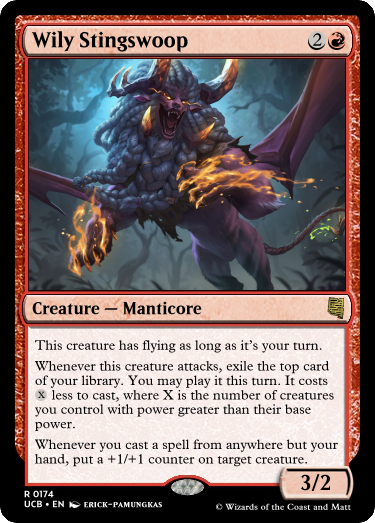 Wily Stingswoop
2
Creature — Manticore
This creature has flying as long as it's your turn.
Whenever this creature attacks, exile the top card
of your library. You may play it this turn. It costs
X less to cast, where X is the number of creatures
you control with power greater than their base
power.
Whenever you cast a spell from anywhere but your
hand, put a +1/+1 counter on target creature.
3/2
R 0174
UCB • EN ERICK-PAMUNGKAS
© Wizards of the Coast and Matt